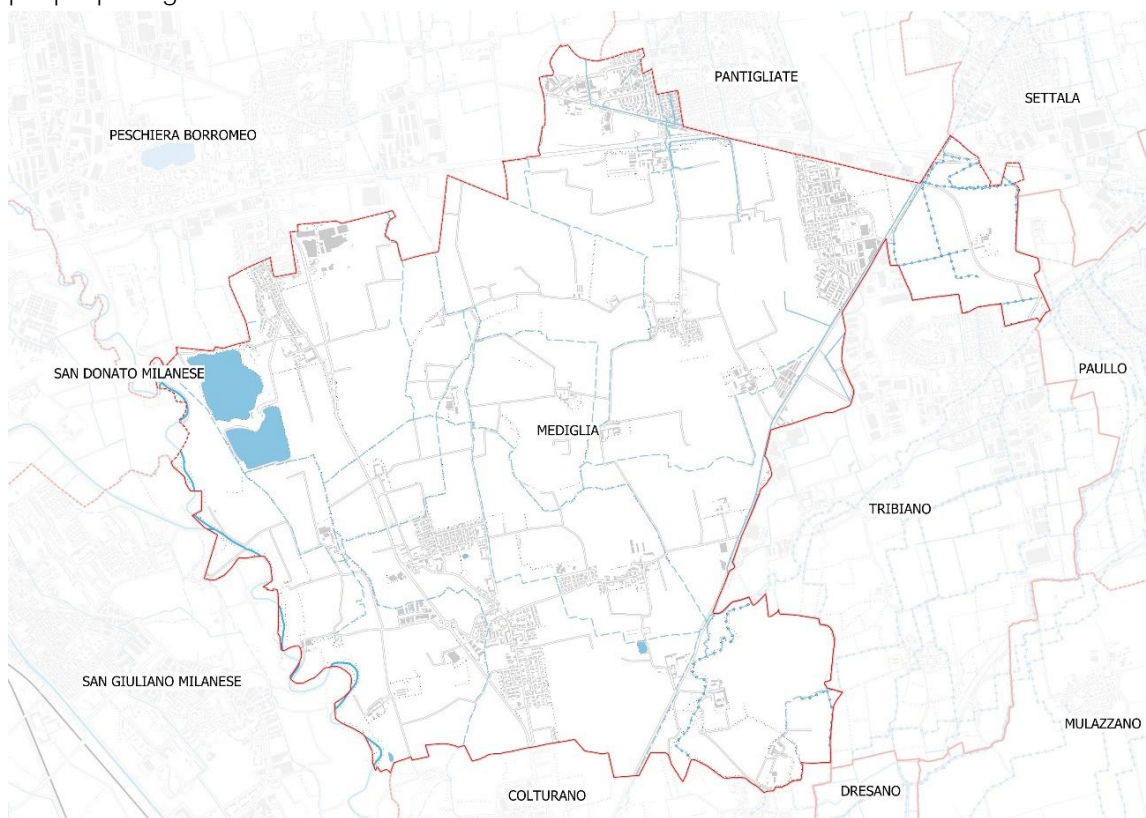 PANTIGLIATE
SETTALA
PESCHIERA BORROMEO
SAN DONATO MILANESE
PAULLO
MEDIGLIA
TRIBIANO
SAN GIULIANO MILANESE
MULAZZANO
DRESANO
COLTURANO